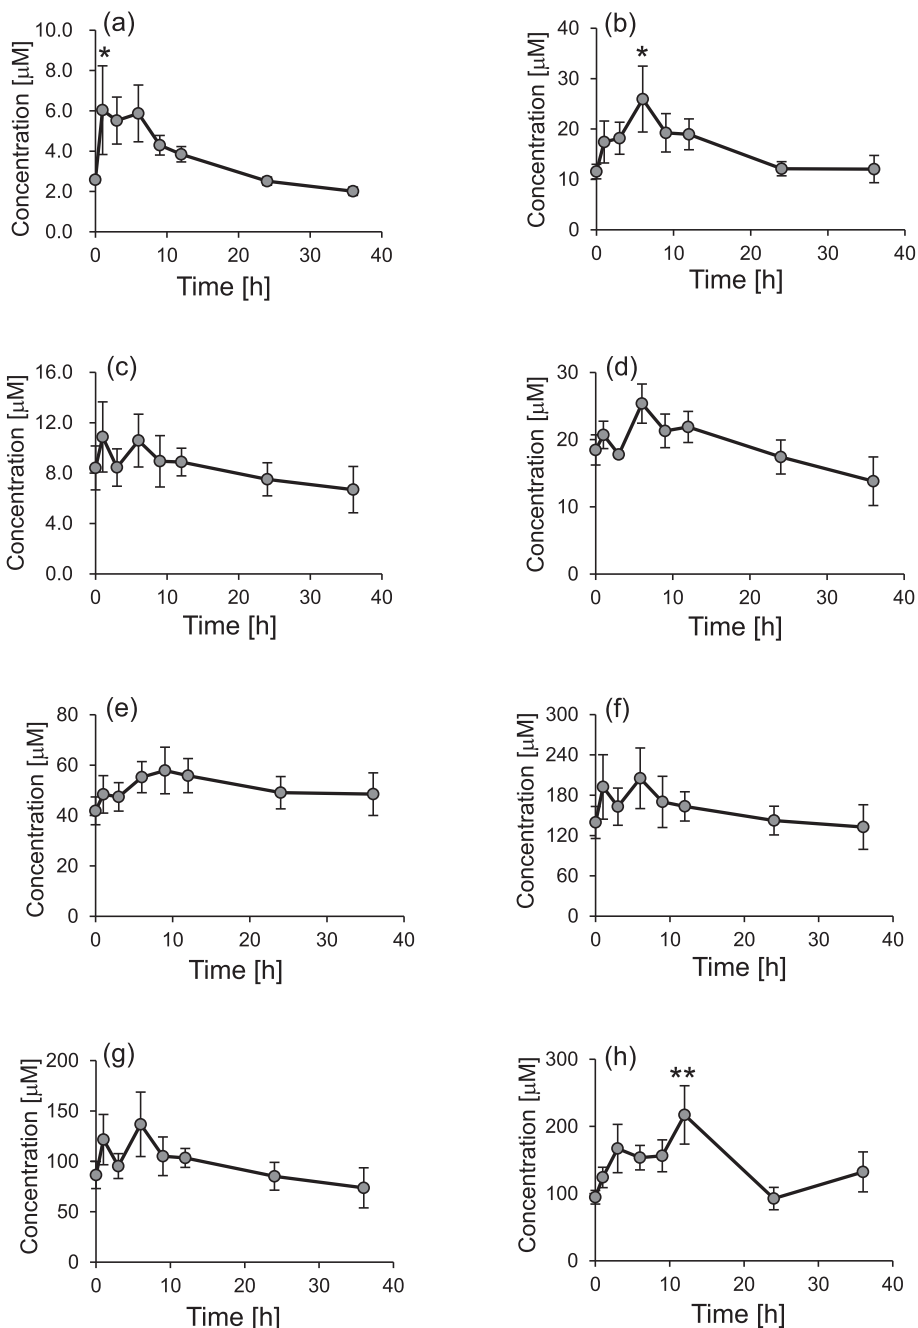 (a)
*
10.0
8.0
6.0
4.0
2.0
0.0
Concentration [µM]
0 10 20 30 40
Time [h]
(b)
*
40
30
20
10
0
Concentration [µM]
0 10 20 30 40
Time [h]
(c)
16.0
12.0
8.0
4.0
0.0
Concentration [µM]
0 10 20 30 40
Time [h]
(d)
30
20
10
0
Concentration [µM]
0 10 20 30 40
Time [h]
(e)
80
60
40
20
0
Concentration [µM]
0 10 20 30 40
Time [h]
(f)
300
240
180
120
60
0
Concentration [µM]
0 10 20 30 40
Time [h]
(g)
200
150
100
50
0
Concentration [µM]
0 10 20 30 40
Time [h]
(h)
**
300
200
100
0
Concentration [µM]
0 10 20 30 40
Time [h]